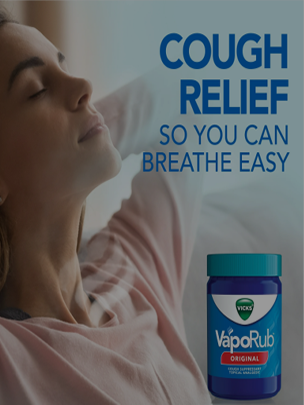 COUGH
RELIEF
SO YOU CAN
BREATHE EASY
VICKS
VapoRub
ORIGINAL
COUGH SUPPRESSANT
TOPICAL ANALGESIC